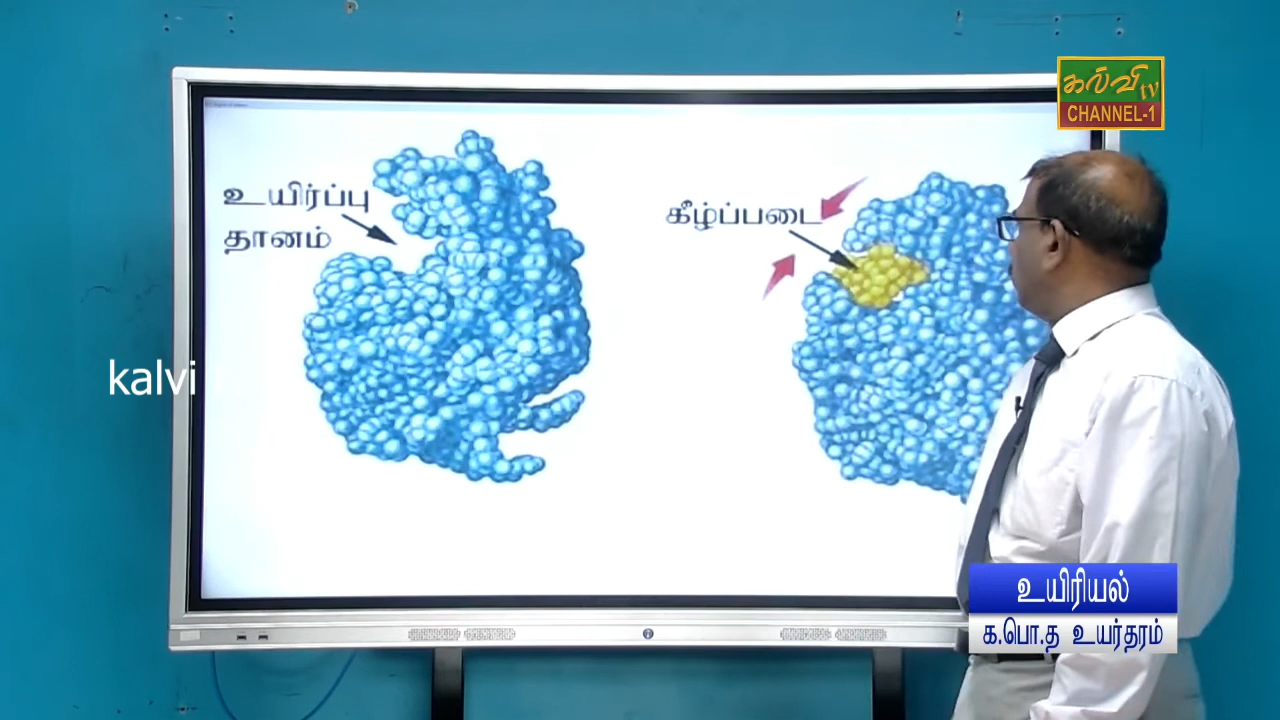 கல்வி TV
CHANNEL-1
உயிர்ப்பு
தானம்
கீழ்ப்படை
kalvi
உயிரியல்
க.பொ.த உயர்தரம்